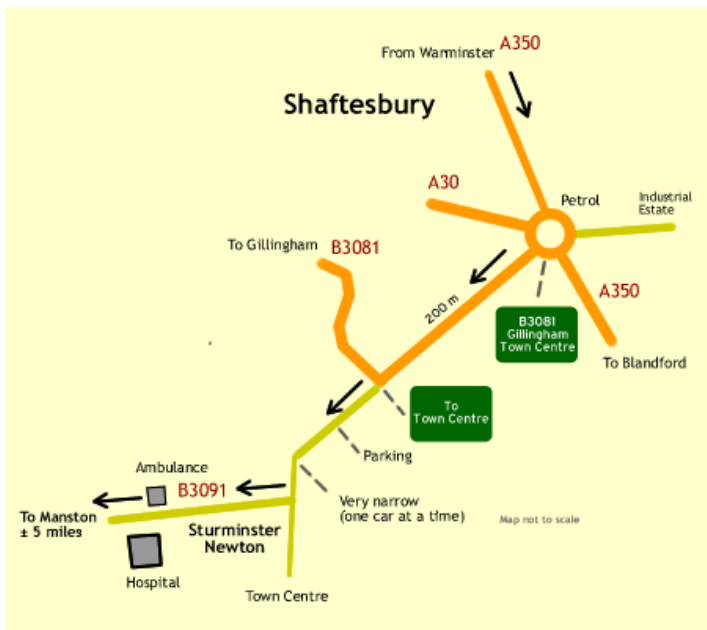 From Warminster A350
Shaftesbury
A30
Petrol
Industrial
Estate
To Gillingham B3081
200 m
A350
B3081
Gillingham
Town Centre
To Blandford
To
Town Centre
Parking
Ambulance
B3091
Very narrow
(one car at a time)
Map not to scale
To Manston
± 5 miles
Sturminster
Newton
Hospital
Town Centre